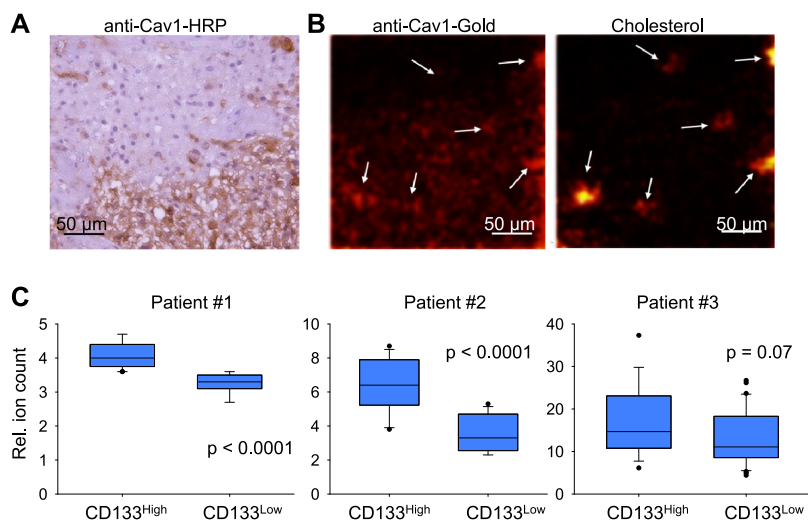 A
anti-Cav1-HRP
50 µm
B
anti-Cav1-Gold
Cholesterol
50 µm
50 µm
C
Patient #1
Patient #2
Patient #3
Rel. ion count
5
4
3
2
1
0
p < 0.0001
CD133High
CD133Low
10
8
6
4
2
0
p < 0.0001
CD133High
CD133Low
40
30
20
10
0
p = 0.07
CD133High
CD133Low